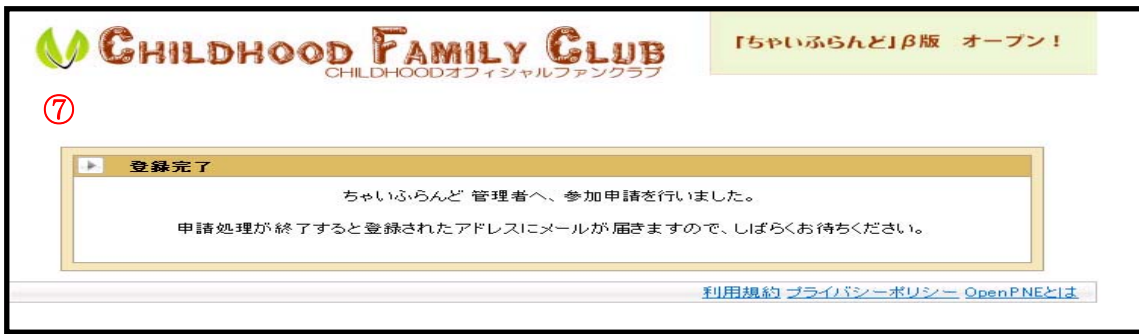 CHILDHOOD FAMILY CLUB
CHILDHOODオフィシャルファンクラブ
「ちゃいふらんど」β版 オープン！
⑦
登録完了
ちゃいふらんど 管理者へ、参加申請を行いました。
申請処理が終了すると登録されたアドレスにメールが届きますので、しばらくお待ちください。
利用規約 プライバシーポリシー OpenPNEとは